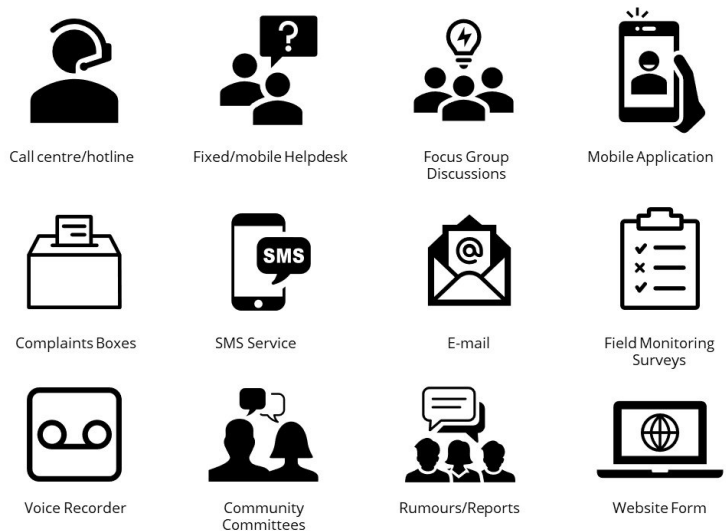 ?
Call centre/hotline
Fixed/mobile Helpdesk
Focus Group
Discussions
Mobile Application
SMS
@
Complaints Boxes
SMS Service
E-mail
Field Monitoring
Surveys
Voice Recorder
Community
Committees
Rumours/Reports
Website Form